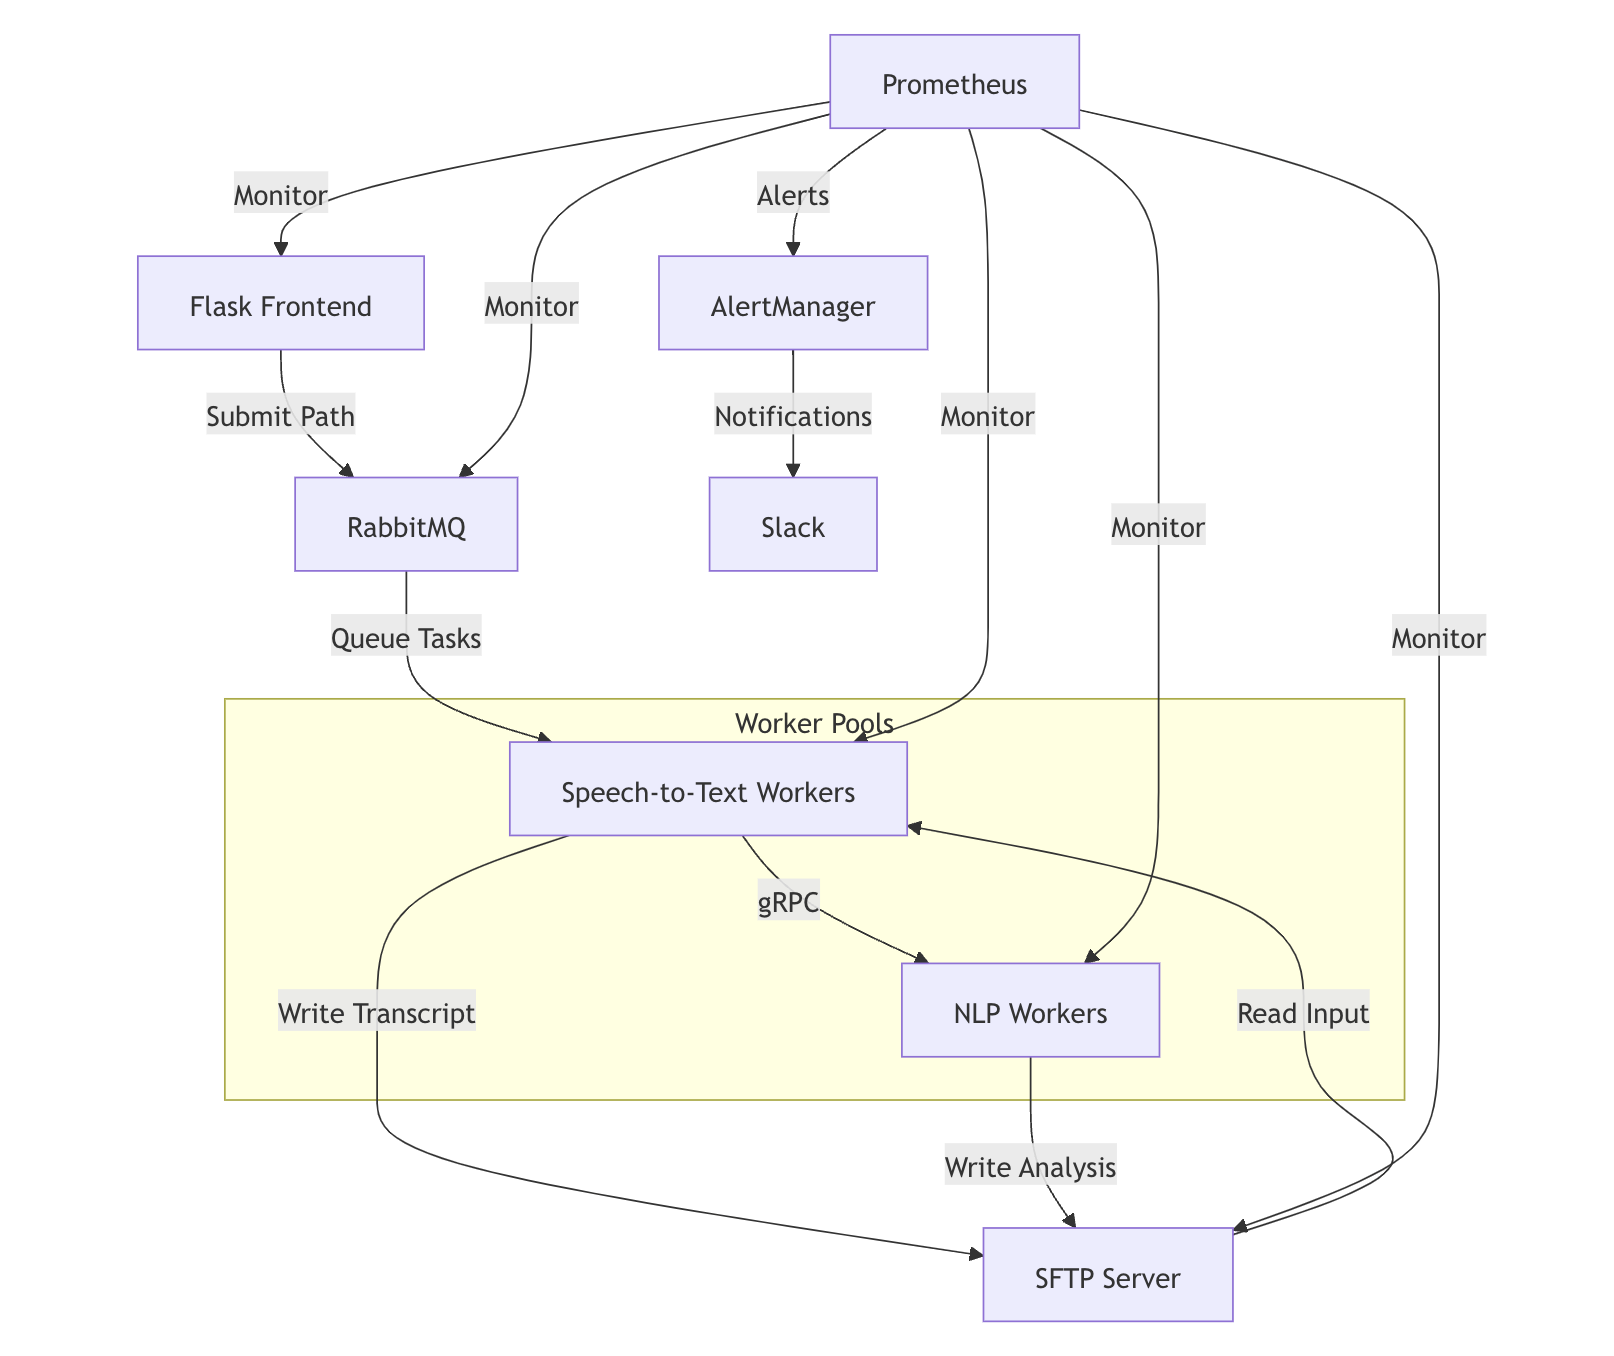 Prometheus
Monitor
Alerts
Flask Frontend
Monitor
AlertManager
Submit Path
Notifications
Monitor
RabbitMQ
Slack
Monitor
Queue Tasks
Monitor
Worker Pools
Speech-to-Text Workers
gRPC
Write Transcript
NLP Workers
Read Input
Write Analysis
SFTP Server